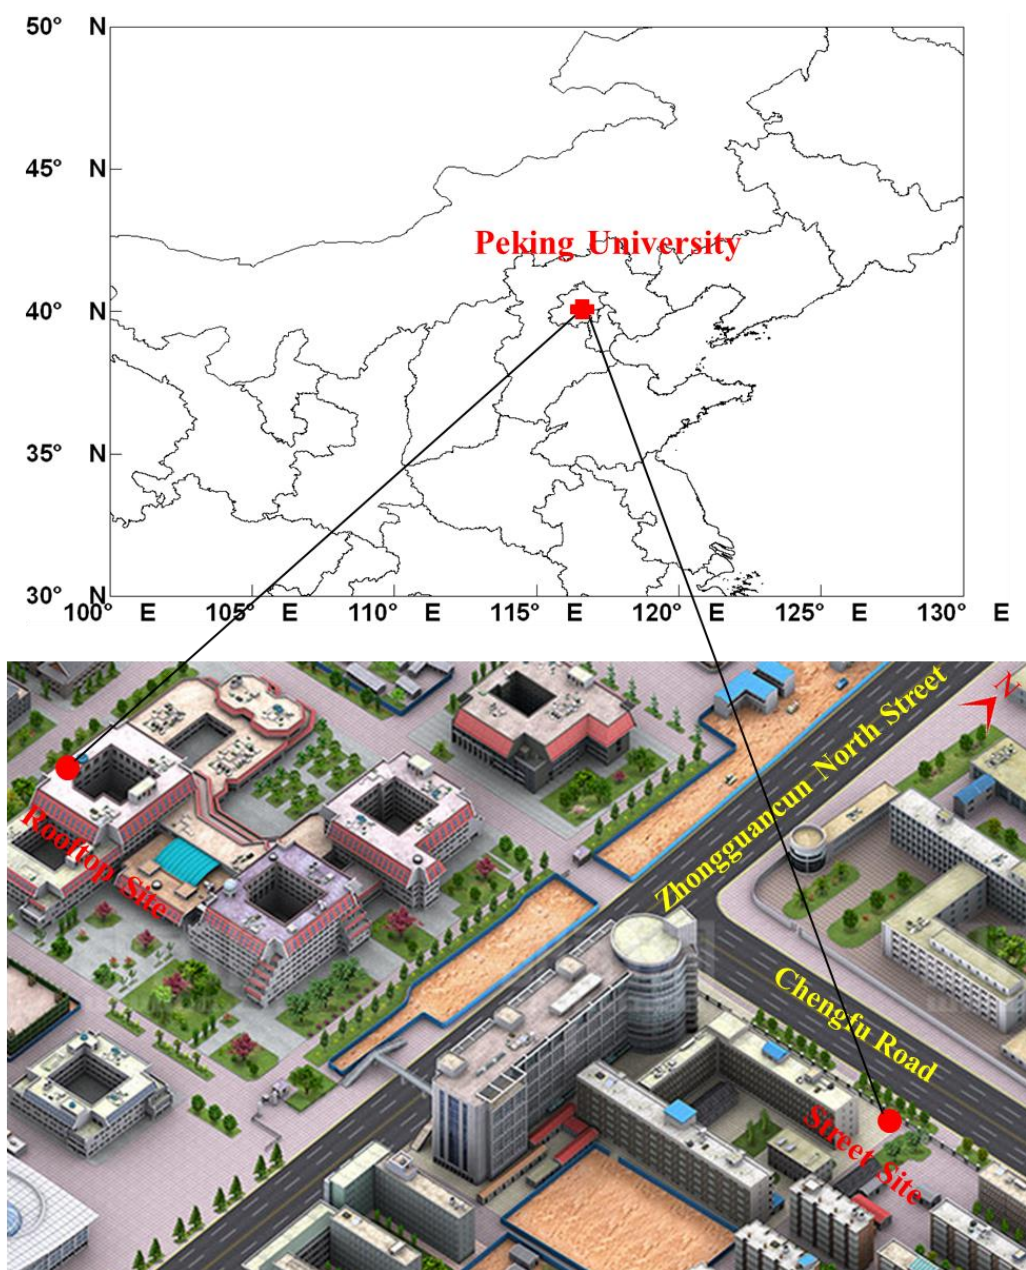 50° N
45° N
Peking University
40° N
35° N
30° N
100° E 105° E 110° E 115° E 120° E 125° E 130° E
N
Zhongguancun North Street
Rooftop Site
Chengfu Road
Street Site